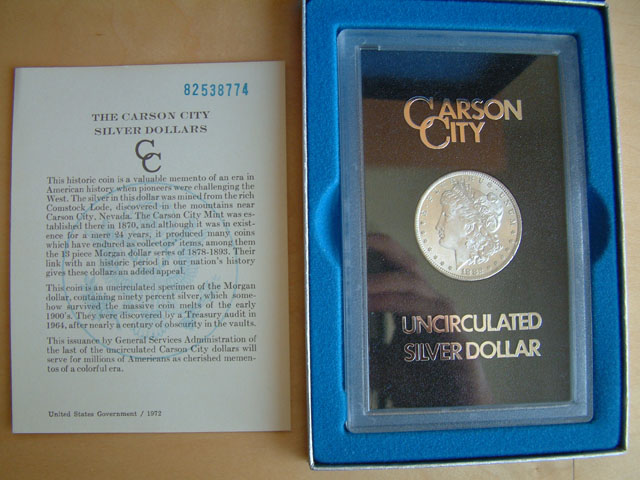 82538774
THE CARSON CITY
SILVER DOLLARS
CC
This historic coin is a valuable memento of an era in
American history when pioneers were challenging the
West. The silver in this dollar was mined from the rich
Comstock Lode, discovered in the mountains near
Carson City, Nevada. The Carson City Mint was es-
tablished there in 1870, and although it was in exist-
ence for a mere 24 years, it produced many coins
which have endured as collectors' items, among them
the 13 piece Morgan dollar series of 1878-1893. Their
link with an historic period in our nation's history
gives these dollars an added appeal.
This coin is an uncirculated specimen of the Morgan
dollar, containing ninety percent silver, which some-
how survived the massive coin melts of the early
1900's. They were discovered by a Treasury audit in
1964, after nearly a century of obscurity in the vaults.
This issuance by General Services Administration of
the last of the uncirculated Carson City dollars will
serve for millions of Americans as cherished memen-
tos of a colorful era.
United States Government / 1972
CARSON
CITY
UNCIRCULATED
SILVER DOLLAR